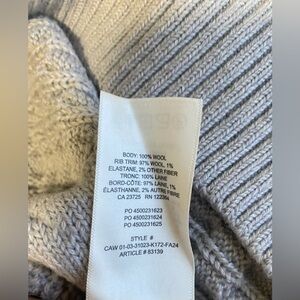 BODY: 100% WOOL
RIB TRIM: 97% WOOL, 1%
ELASTANE, 2% OTHER FIBER
TRONC: 100% LAINE
BORD-CÔTE: 97% LAINE, 1%
ÉLASTHANNE, 2% AUTRE FIBRE
CA 23725 RN
PO 4500231623
PO 4500231624
PO 4500231625
STYLE #
CAW 01-03-31023-K172-FA24
ARTICLE # 83139